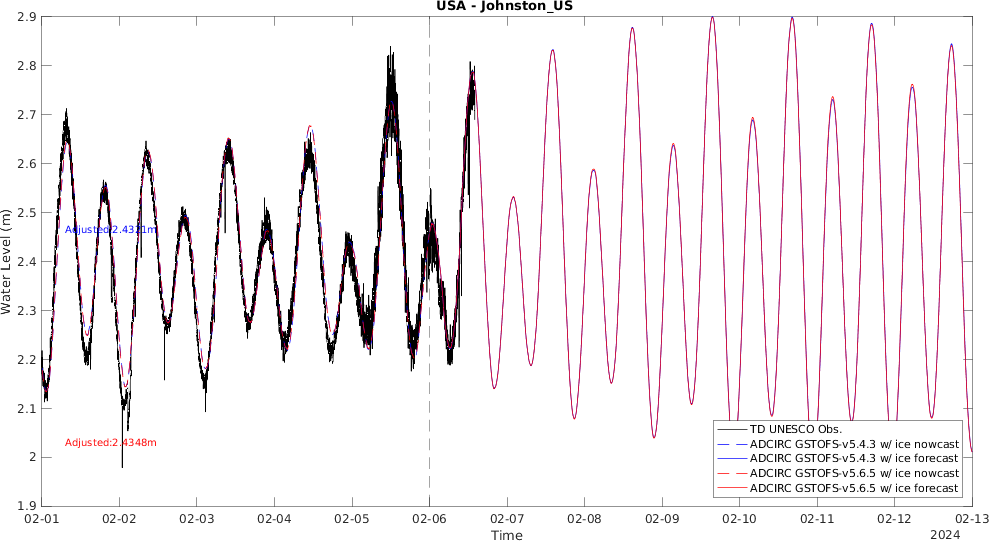 USA - Johnston_US
Water Level (m)
2.9
2.8
2.7
2.6
2.5
2.4
2.3
2.2
2.1
2
1.9
Adjusted:2.4321m
Adjusted:2.4348m
TD UNESCO Obs.
ADCIRC GSTOFS-v5.4.3 w/ ice nowcast
ADCIRC GSTOFS-v5.4.3 w/ ice forecast
ADCIRC GSTOFS-v5.6.5 w/ ice nowcast
ADCIRC GSTOFS-v5.6.5 w/ ice forecast
02-01 02-02 02-03 02-04 02-05 02-06 02-07 02-08 02-09 02-10 02-11 02-12 02-13
Time
2024